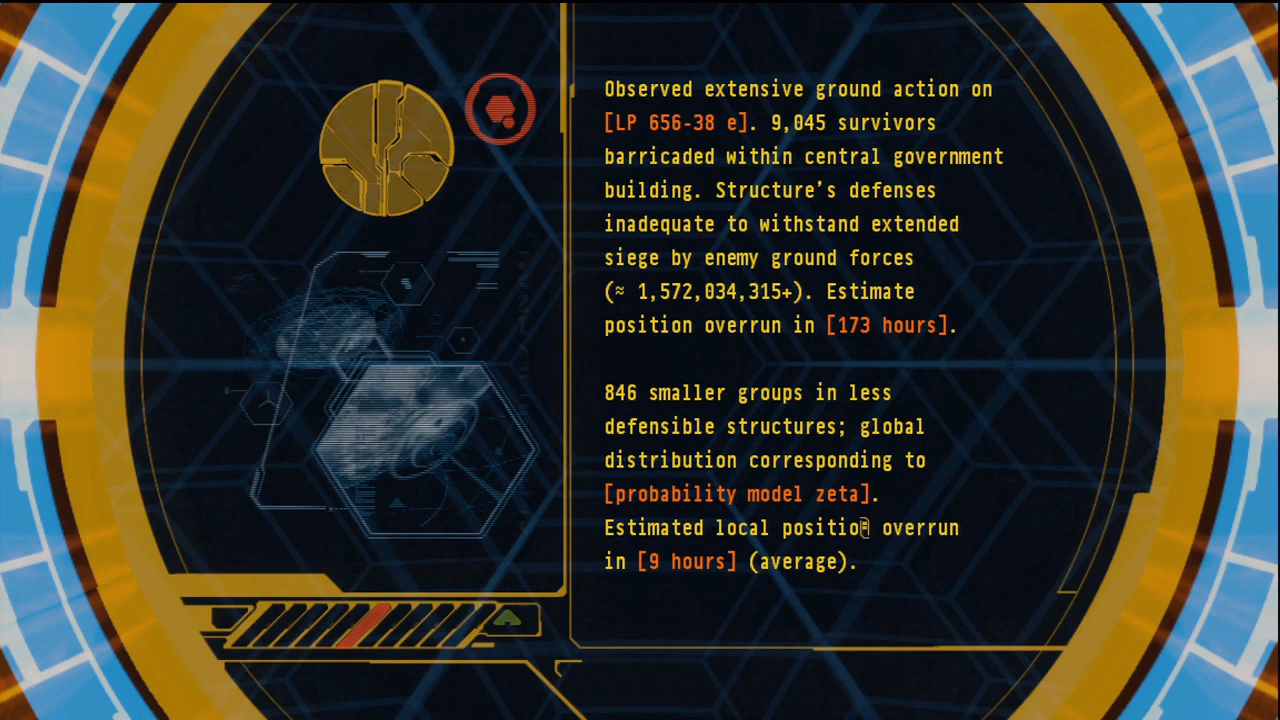 Observed extensive ground action on
[LP 656-38 e]. 9,045 survivors
barricaded within central government
building. Structure’s defenses
inadequate to withstand extended
siege by enemy ground forces
(≈ 1,572,034,315+). Estimate
position overrun in [173 hours].
846 smaller groups in less
defensible structures; global
distribution corresponding to
[probability model zeta].
Estimated local position overrun
in [9 hours] (average).